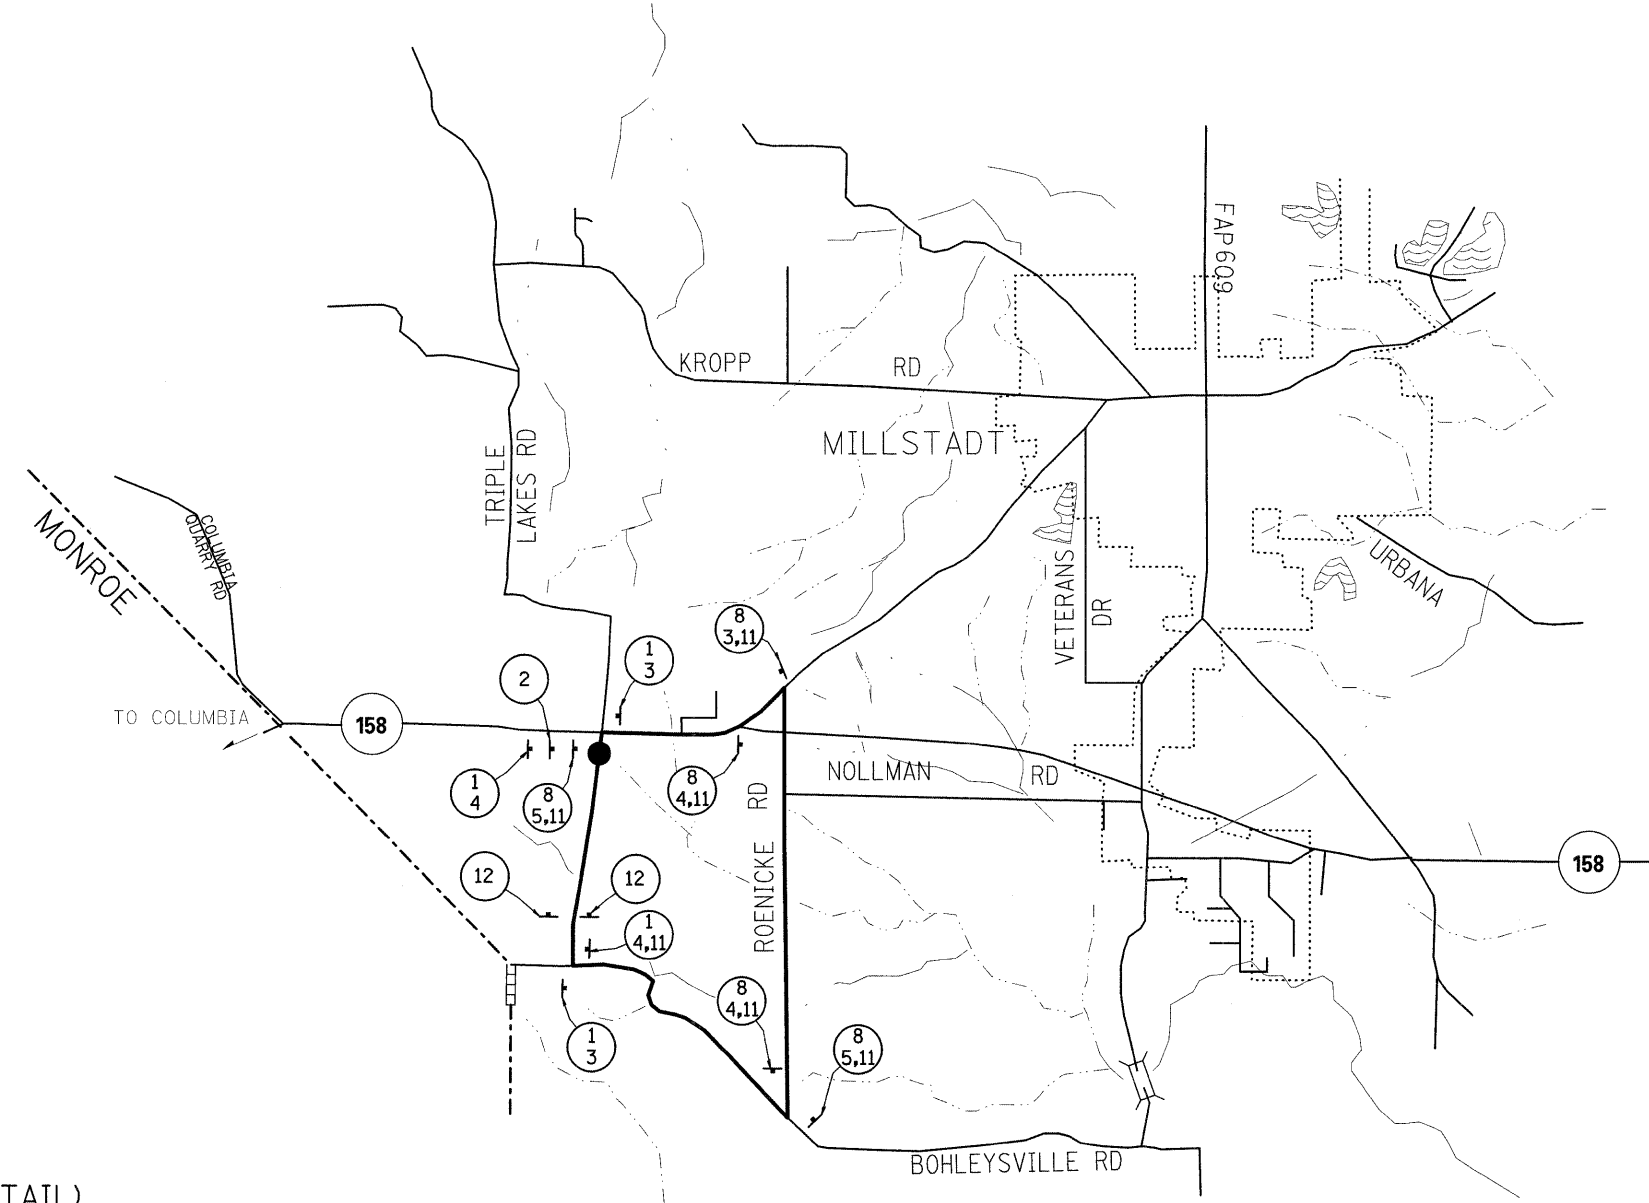 FAP609
KROPP
RD
MILLSTADT
TRIPLE
LAKES RD
MONROE
COLUMBIA
QUARRY RD
VETERANS
DR
URBANA
8
3,11
1
3
2
TO COLUMBIA
158
1
4
8
5,11
8
4,11
NOLLMAN
RD
ROENICKE
RD
158
12
12
1
4,11
8
4,11
1
3
8
5,11
BOHLEYSVILLE RD
TAIL)